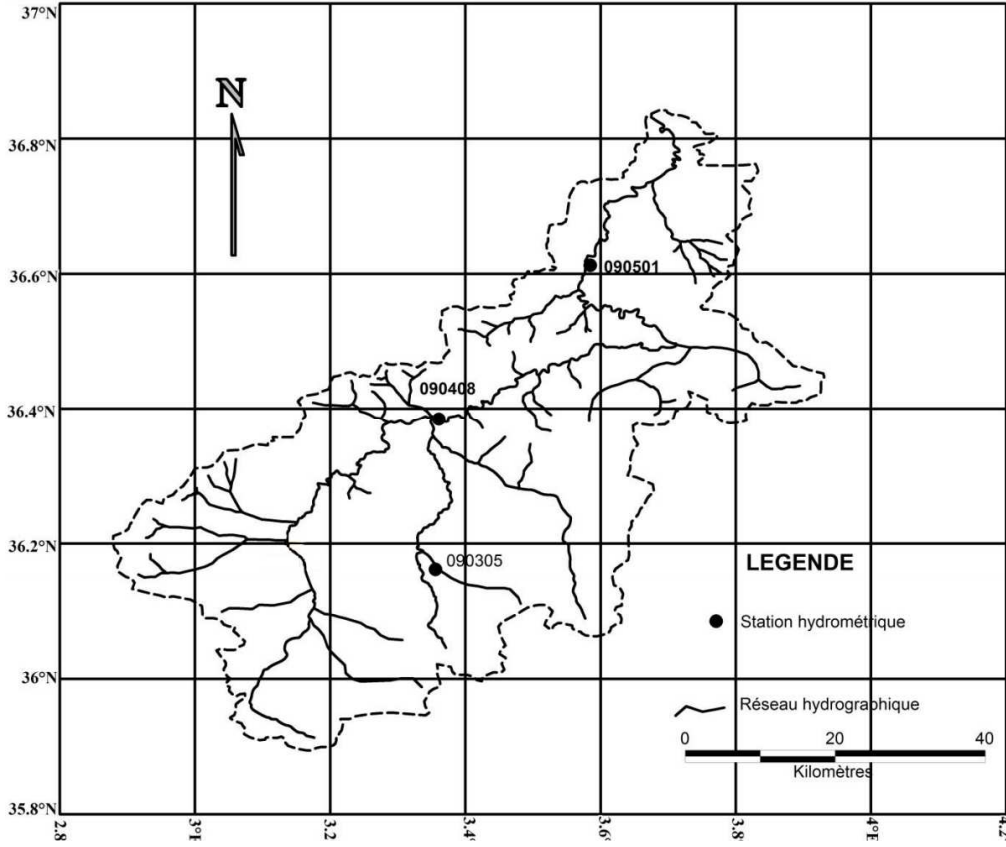 37°N
N
36.8°N
36.6°N
090501
090408
36.4°N
36.2°N
090305
LEGENDE
Station hydrométrique
36°N
Réseau hydrographique
0 20 40
Kilomètres
35.8°N
2.8 3°E 3.2 3.4° 3.6° 3.8° 4°E 4.2°